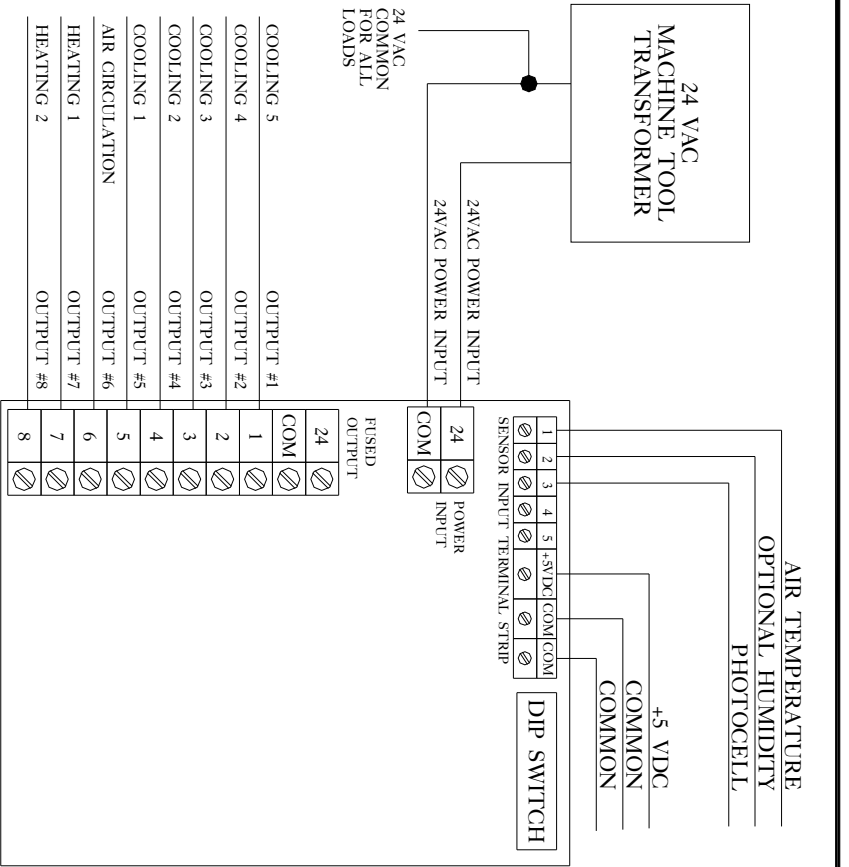 24 VAC
MACHINE TOOL
TRANSFORMER
AIR TEMPERATURE
OPTIONAL HUMIDITY
PHOTOCELL
+5 VDC
COMMON
COMMON
1 2 3 4 5 +5VDC COM COM
SENSOR INPUT TERMINAL STRIP
DIP SWITCH
24VAC POWER INPUT
24VAC POWER INPUT
24
COM
POWER
INPUT
24 VAC
COMMON
FOR ALL
LOADS
FUSED
OUTPUT
24
COM
COOLING 5 OUTPUT #1 1
COOLING 4 OUTPUT #2 2
COOLING 3 OUTPUT #3 3
COOLING 2 OUTPUT #4 4
COOLING 1 OUTPUT #5 5
AIR CIRCULATION OUTPUT #6 6
HEATING 1 OUTPUT #7 7
HEATING 2 OUTPUT #8 8